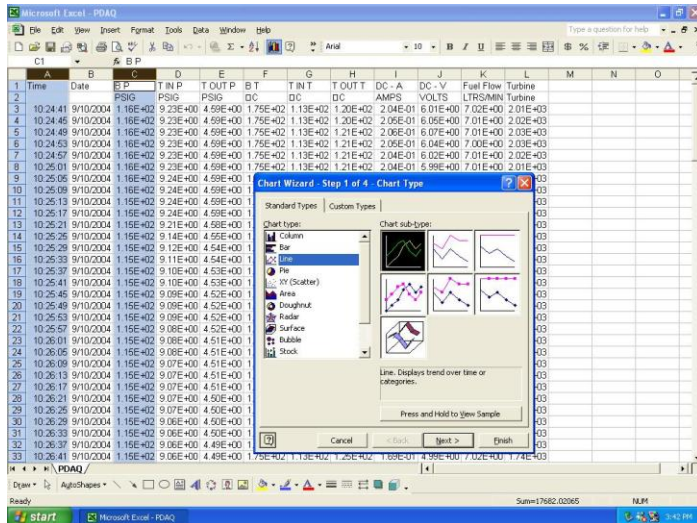 Microsoft Excel - PDAQ
File Edit View Insert Format Tools Data Window Help Type a question for help
Arial 10 B I U $ %
C1 fx B P
A B C D E F G H I J K L M N O
1 Time Date B P T IN P T OUT P B T T IN T T OUT T DC - A DC - V Fuel Flow Turbine
2 PSIG PSIG PSIG DC DC DC AMPS VOLTS LTRS/MIN Turbine
3 10:24:41 9/10/2004 1.16E+02 9.23E+00 4.59E+00 1.75E+02 1.13E+02 1.20E+02 2.04E-01 6.01E+00 7.02E+00 2.01E+03
4 10:24:45 9/10/2004 1.16E+02 9.23E+00 4.59E+00 1.75E+02 1.13E+02 1.20E+02 2.05E-01 6.05E+00 7.01E+00 2.02E+03
5 10:24:49 9/10/2004 1.16E+02 9.23E+00 4.59E+00 1.75E+02 1.13E+02 1.21E+02 2.06E-01 6.07E+00 7.01E+00 2.03E+03
6 10:24:53 9/10/2004 1.16E+02 9.23E+00 4.59E+00 1.75E+02 1.13E+02 1.21E+02 2.05E-01 6.04E+00 7.00E+00 2.03E+03
7 10:24:57 9/10/2004 1.16E+02 9.23E+00 4.59E+00 1.75E+02 1.13E+02 1.21E+02 2.04E-01 6.02E+00 7.01E+00 2.02E+03
8 10:25:01 9/10/2004 1.16E+02 9.23E+00 4.59E+00 1.75E+02 1.13E+02 1.21E+02 2.04E-01 5.99E+00 7.01E+00 2.01E+03
9 10:25:05 9/10/2004 1.16E+02 9.24E+00 4.59E+00
10 10:25:09 9/10/2004 1.16E+02 9.24E+00 4.59E+00
11 10:25:13 9/10/2004 1.15E+02 9.24E+00 4.59E+00
12 10:25:17 9/10/2004 1.15E+02 9.24E+00 4.59E+00
13 10:25:21 9/10/2004 1.15E+02 9.21E+00 4.58E+00
14 10:25:25 9/10/2004 1.15E+02 9.14E+00 4.55E+00
15 10:25:29 9/10/2004 1.15E+02 9.12E+00 4.54E+00
16 10:25:33 9/10/2004 1.15E+02 9.11E+00 4.54E+00
17 10:25:37 9/10/2004 1.15E+02 9.10E+00 4.53E+00
18 10:25:41 9/10/2004 1.15E+02 9.10E+00 4.53E+00
19 10:25:45 9/10/2004 1.15E+02 9.09E+00 4.52E+00
20 10:25:49 9/10/2004 1.15E+02 9.09E+00 4.52E+00
21 10:25:53 9/10/2004 1.15E+02 9.09E+00 4.52E+00
22 10:25:57 9/10/2004 1.15E+02 9.08E+00 4.52E+00
23 10:26:01 9/10/2004 1.15E+02 9.08E+00 4.51E+00
24 10:26:05 9/10/2004 1.15E+02 9.08E+00 4.51E+00
25 10:26:09 9/10/2004 1.15E+02 9.07E+00 4.51E+00
26 10:26:13 9/10/2004 1.15E+02 9.07E+00 4.51E+00
27 10:26:17 9/10/2004 1.15E+02 9.07E+00 4.51E+00
28 10:26:21 9/10/2004 1.15E+02 9.07E+00 4.50E+00
29 10:26:25 9/10/2004 1.15E+02 9.07E+00 4.50E+00
30 10:26:29 9/10/2004 1.15E+02 9.06E+00 4.50E+00
31 10:26:33 9/10/2004 1.15E+02 9.06E+00 4.50E+00
32 10:26:37 9/10/2004 1.15E+02 9.06E+00 4.49E+00
33 10:26:41 9/10/2004 1.15E+02 9.06E+00 4.49E+00 1.75E+02 1.13E+02 1.25E+02 1.69E-01 4.99E+00 7.02E+00 1.74E+03
Chart Wizard - Step 1 of 4 - Chart Type
Standard Types Custom Types
Chart type: Chart sub-type:
Column
Bar
Line
Pie
XY (Scatter)
Area
Doughnut
Radar
Surface
Bubble
Stock
Line. Displays trend over time or
categories.
Press and Hold to View Sample
Cancel < Back Next > Finish
PDAQ
Draw AutoShapes
Ready Sum=17682.02065 NUM
start Microsoft Excel - PDAQ 3:42 PM